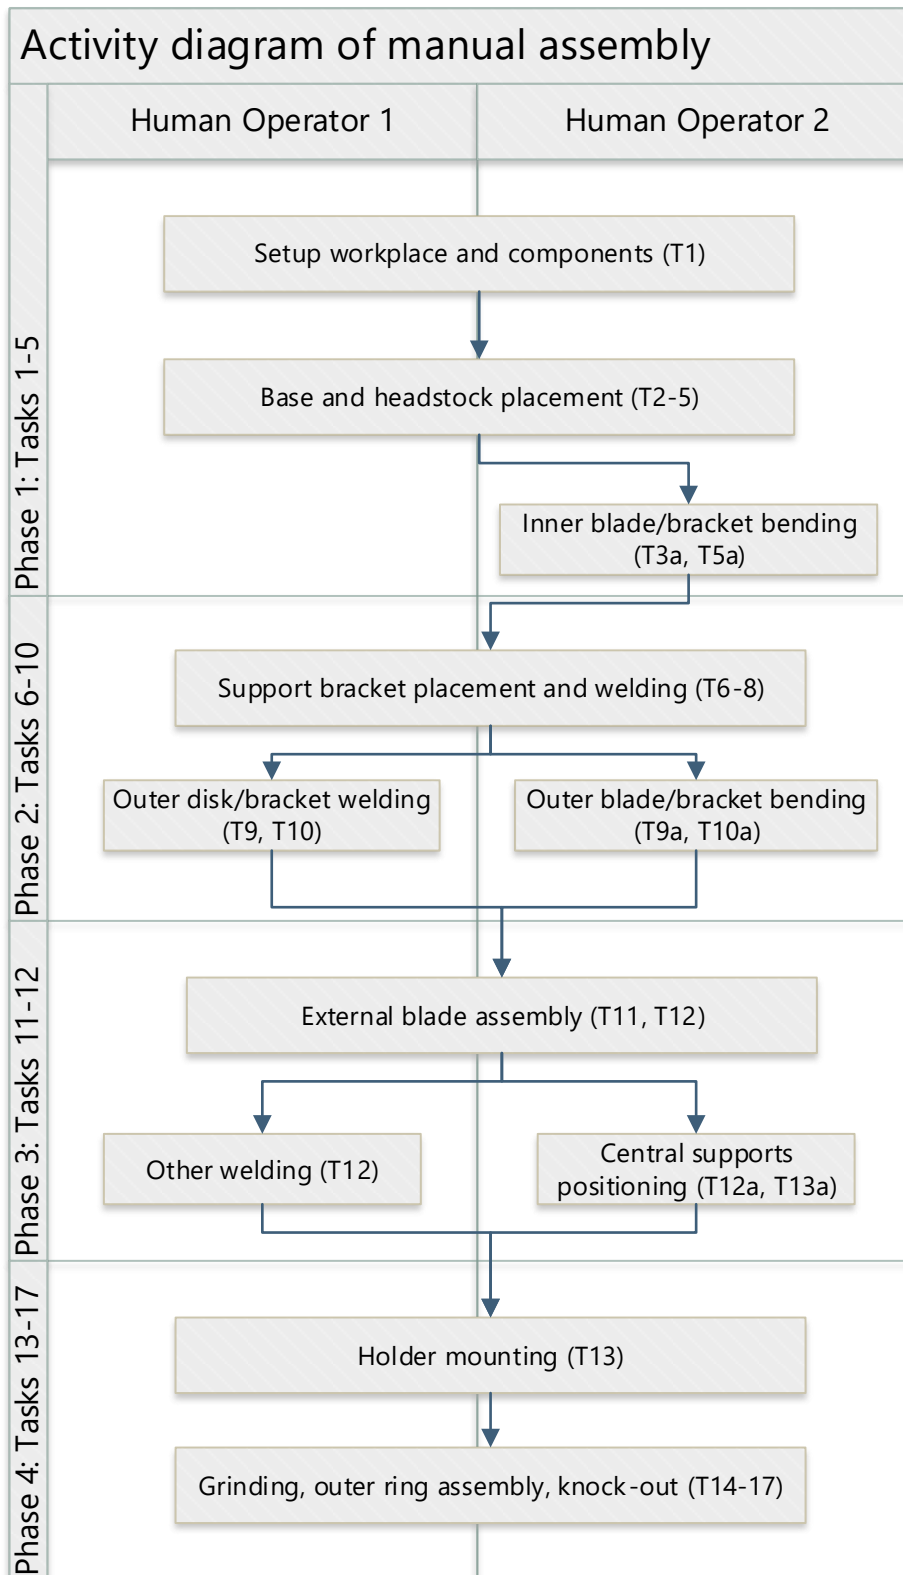 Activity diagram of manual assembly
Human Operator 1
Human Operator 2
Phase 1: Tasks 1-5
Setup workplace and components (T1)
Base and headstock placement (T2-5)
Inner blade/bracket bending
(T3a, T5a)
Phase 2: Tasks 6-10
Support bracket placement and welding (T6-8)
Outer disk/bracket welding
(T9, T10)
Outer blade/bracket bending
(T9a, T10a)
Phase 3: Tasks 11-12
External blade assembly (T11, T12)
Other welding (T12)
Central supports
positioning (T12a, T13a)
Phase 4: Tasks 13-17
Holder mounting (T13)
Grinding, outer ring assembly, knock-out (T14-17)